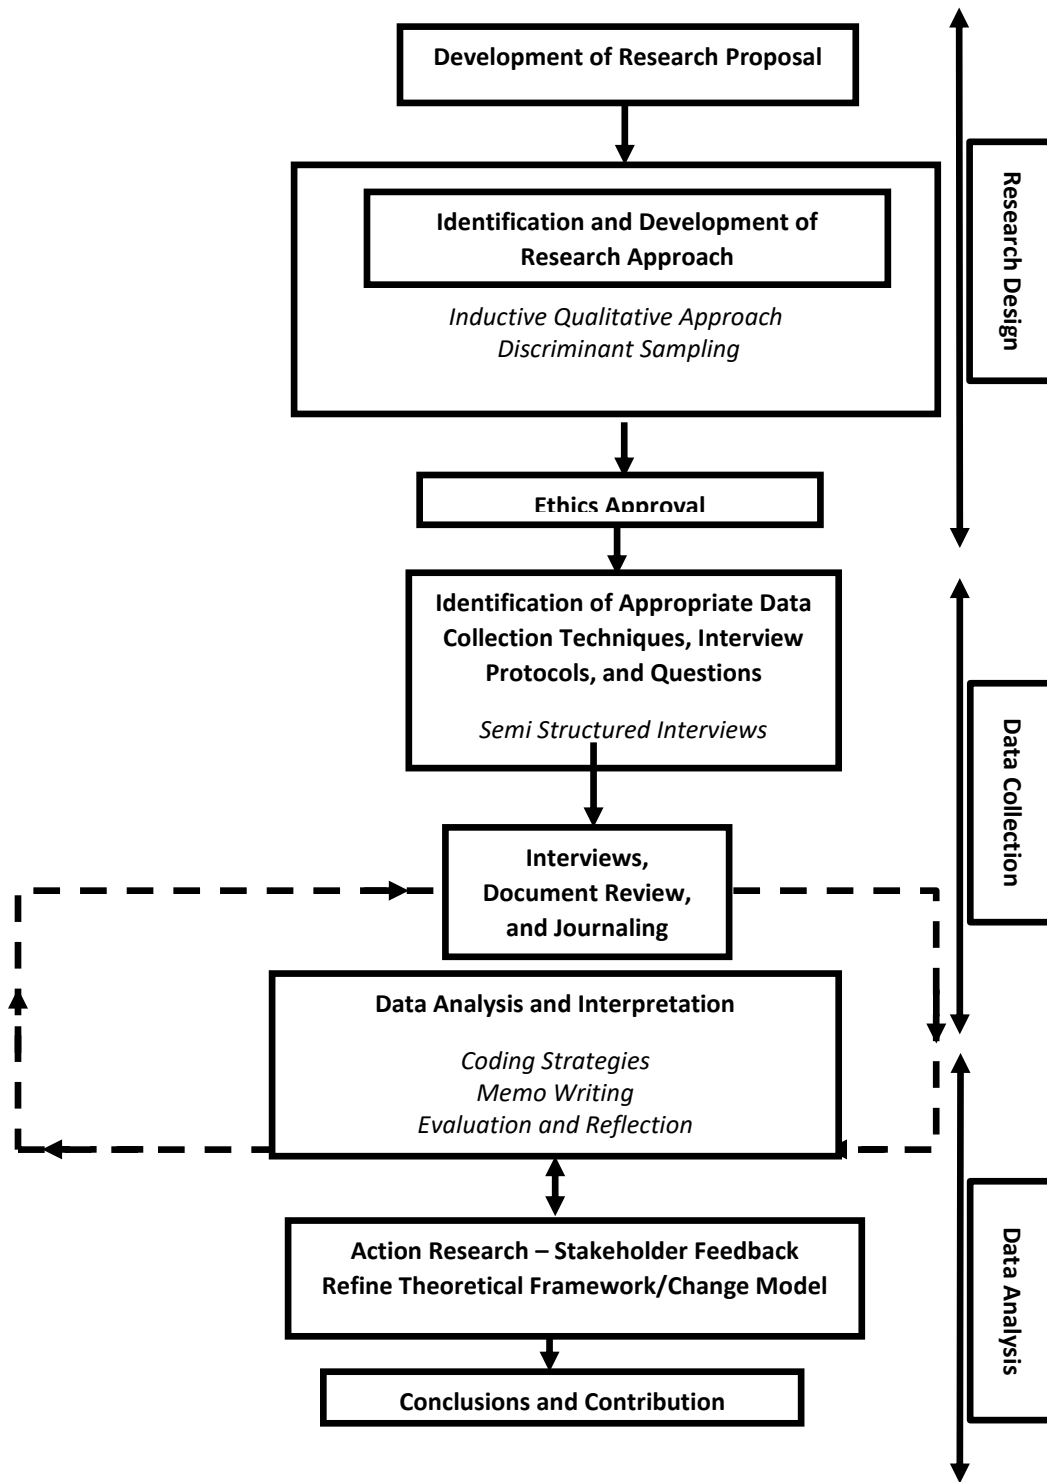 Development of Research Proposal
Identification and Development of
Research Approach
Inductive Qualitative Approach
Discriminant Sampling
Research Design
Ethics Approval
Identification of Appropriate Data
Collection Techniques, Interview
Protocols, and Questions
Semi Structured Interviews
Data Collection
Interviews,
Document Review,
and Journaling
Data Analysis and Interpretation
Coding Strategies
Memo Writing
Evaluation and Reflection
Action Research – Stakeholder Feedback
Refine Theoretical Framework/Change Model
Data Analysis
Conclusions and Contribution